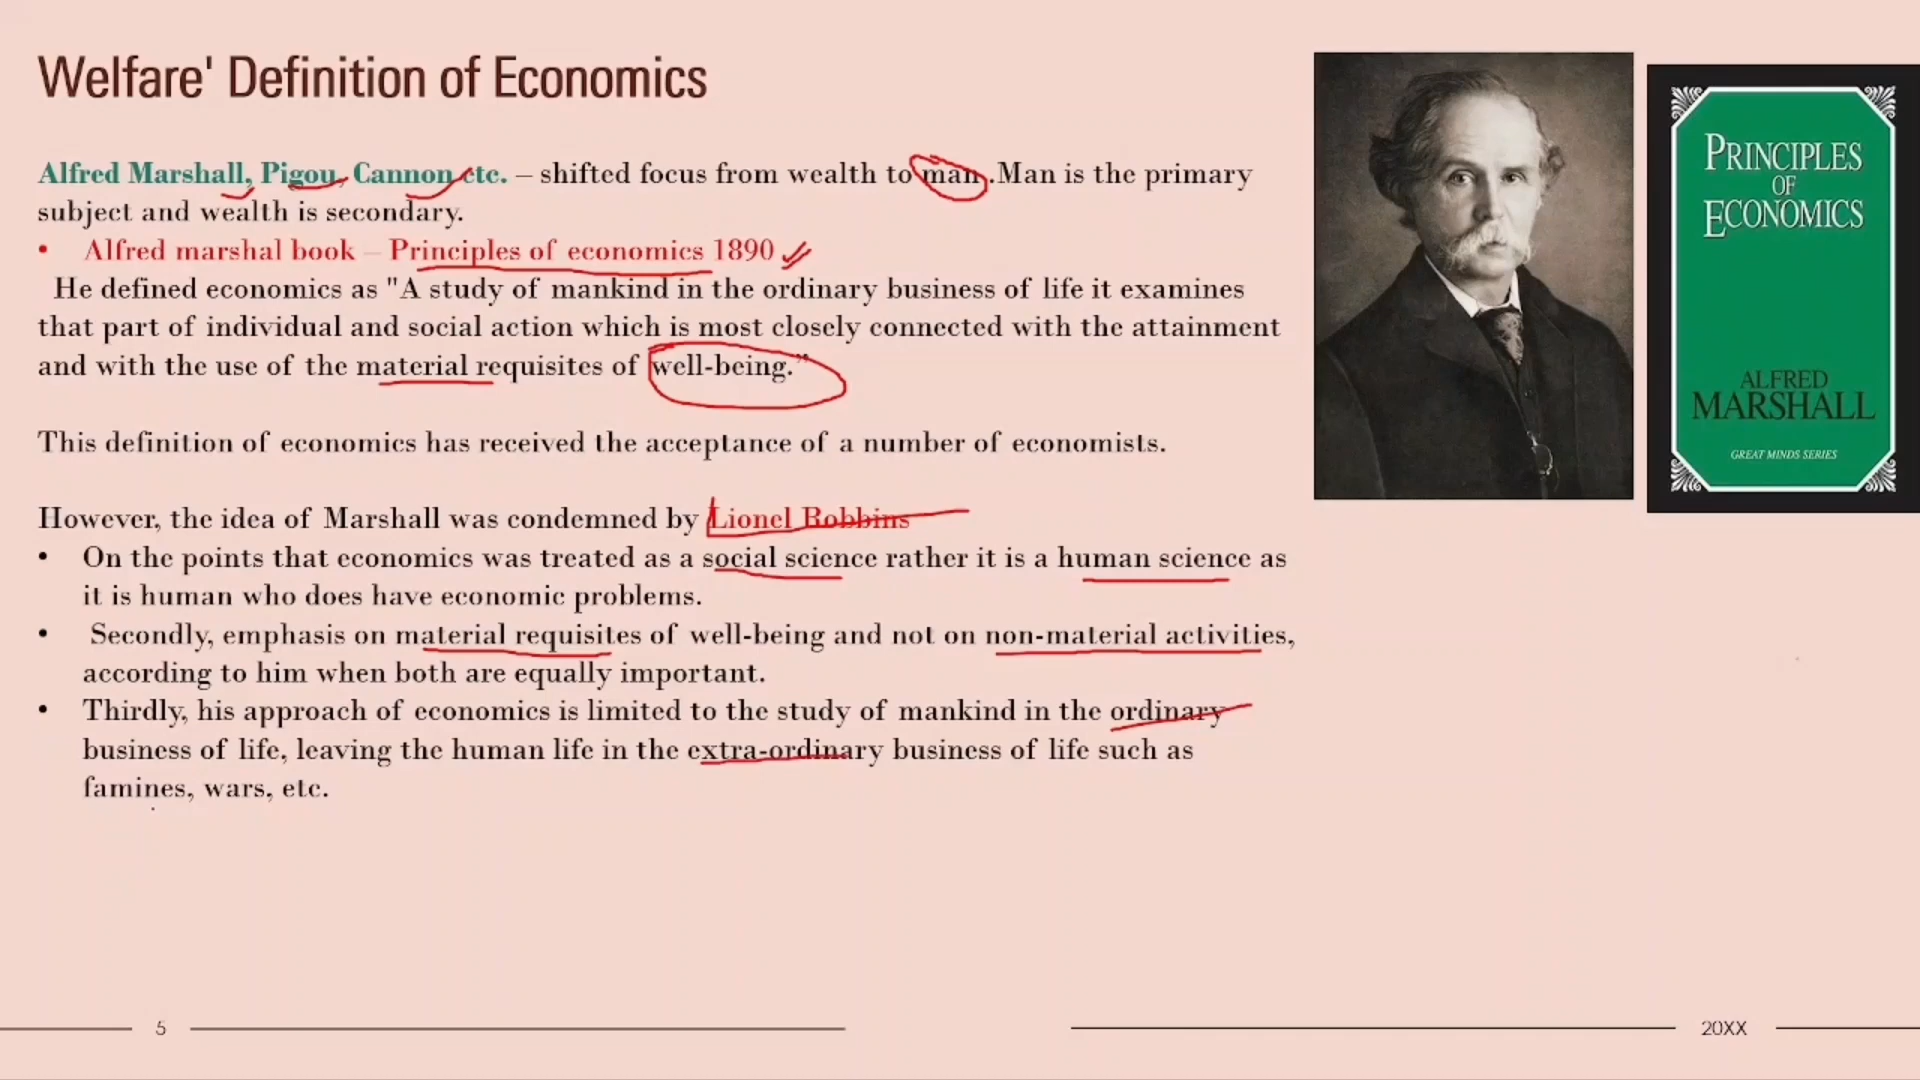 Welfare' Definition of Economics
Alfred Marshall, Pigou, Cannon etc. – shifted focus from wealth to man .Man is the primary
subject and wealth is secondary.
• Alfred marshal book – Principles of economics 1890
He defined economics as "A study of mankind in the ordinary business of life it examines
that part of individual and social action which is most closely connected with the attainment
and with the use of the material requisites of well-being.”
This definition of economics has received the acceptance of a number of economists.
However, the idea of Marshall was condemned by Lionel Robbins
• On the points that economics was treated as a social science rather it is a human science as
it is human who does have economic problems.
• Secondly, emphasis on material requisites of well-being and not on non-material activities,
according to him when both are equally important.
• Thirdly, his approach of economics is limited to the study of mankind in the ordinary
business of life, leaving the human life in the extra-ordinary business of life such as
famines, wars, etc.
PRINCIPLES
OF
ECONOMICS
ALFRED
MARSHALL
GREAT MINDS SERIES
5
20XX